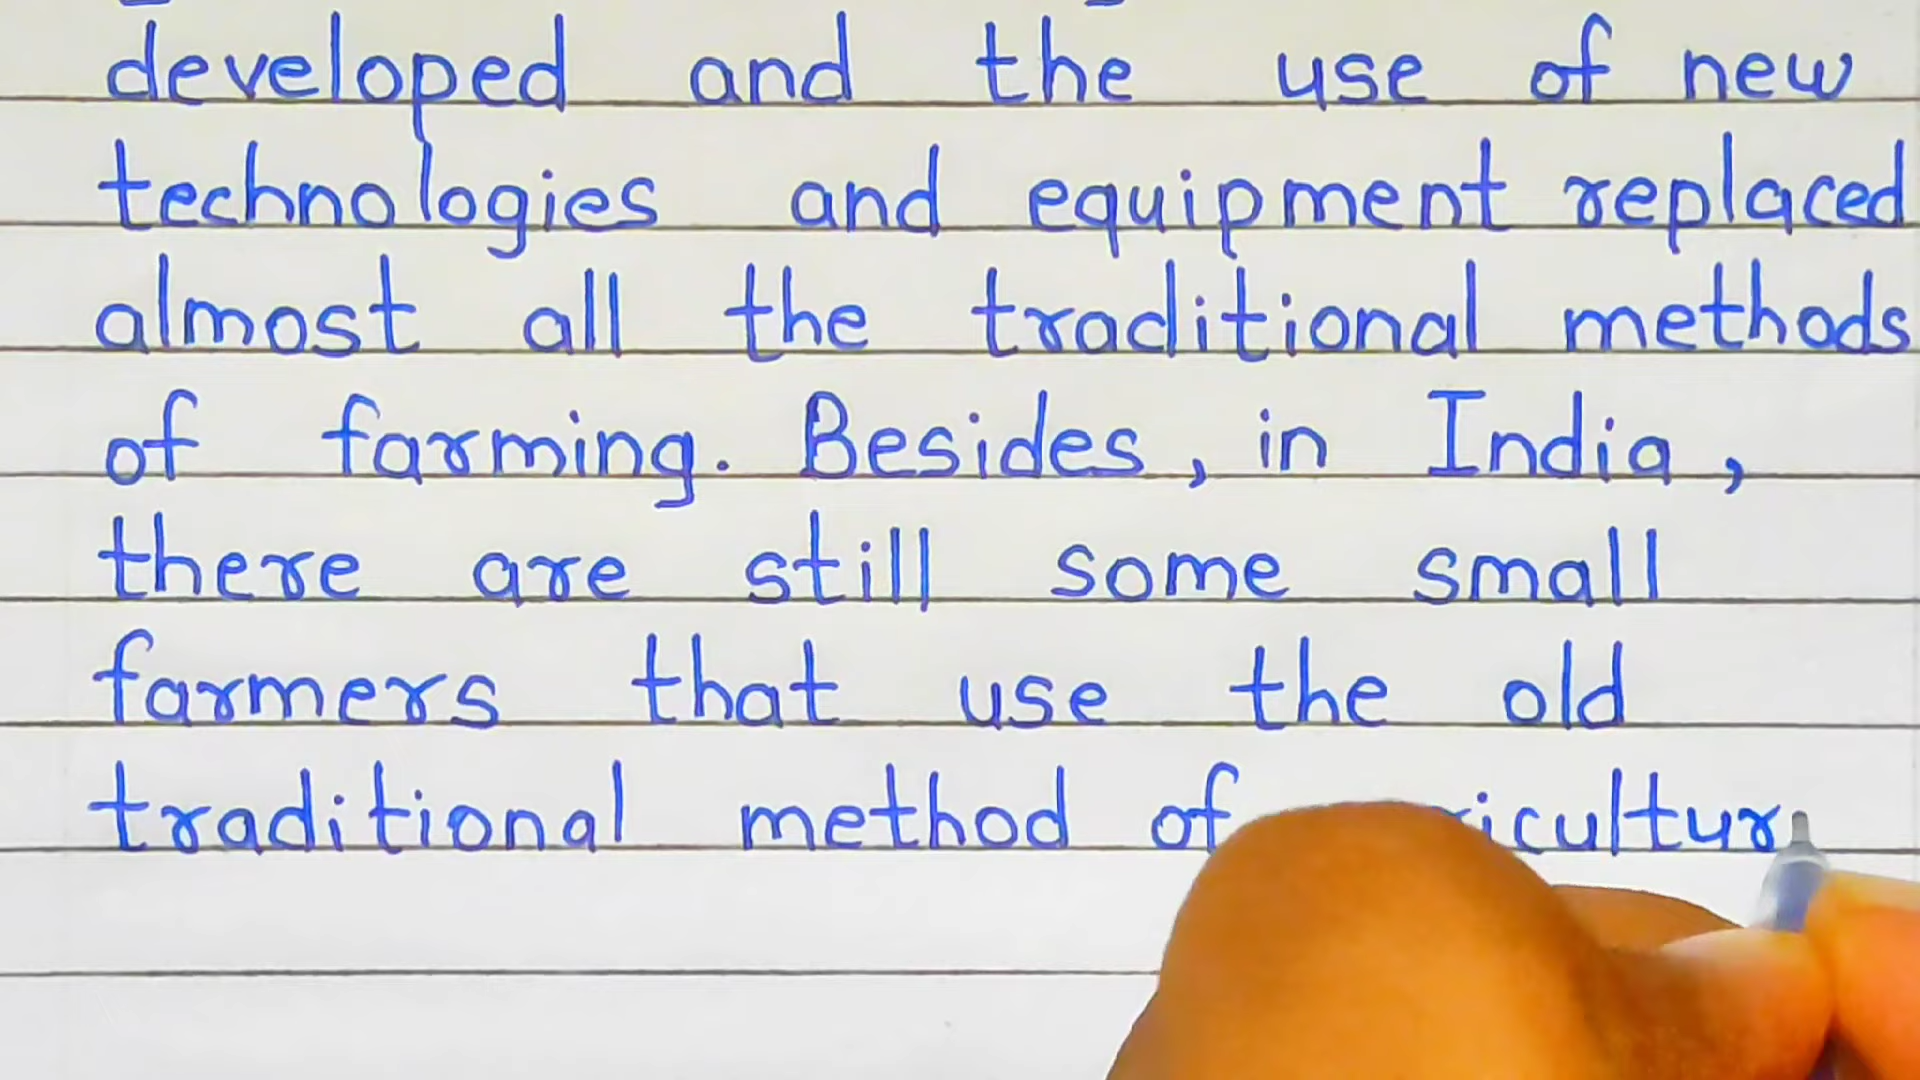 developed and the use of new
technologies and equipment replaced
almost all the traditional methods
of farming. Besides, in India,
there are still some small
farmers that use the old
traditional method of